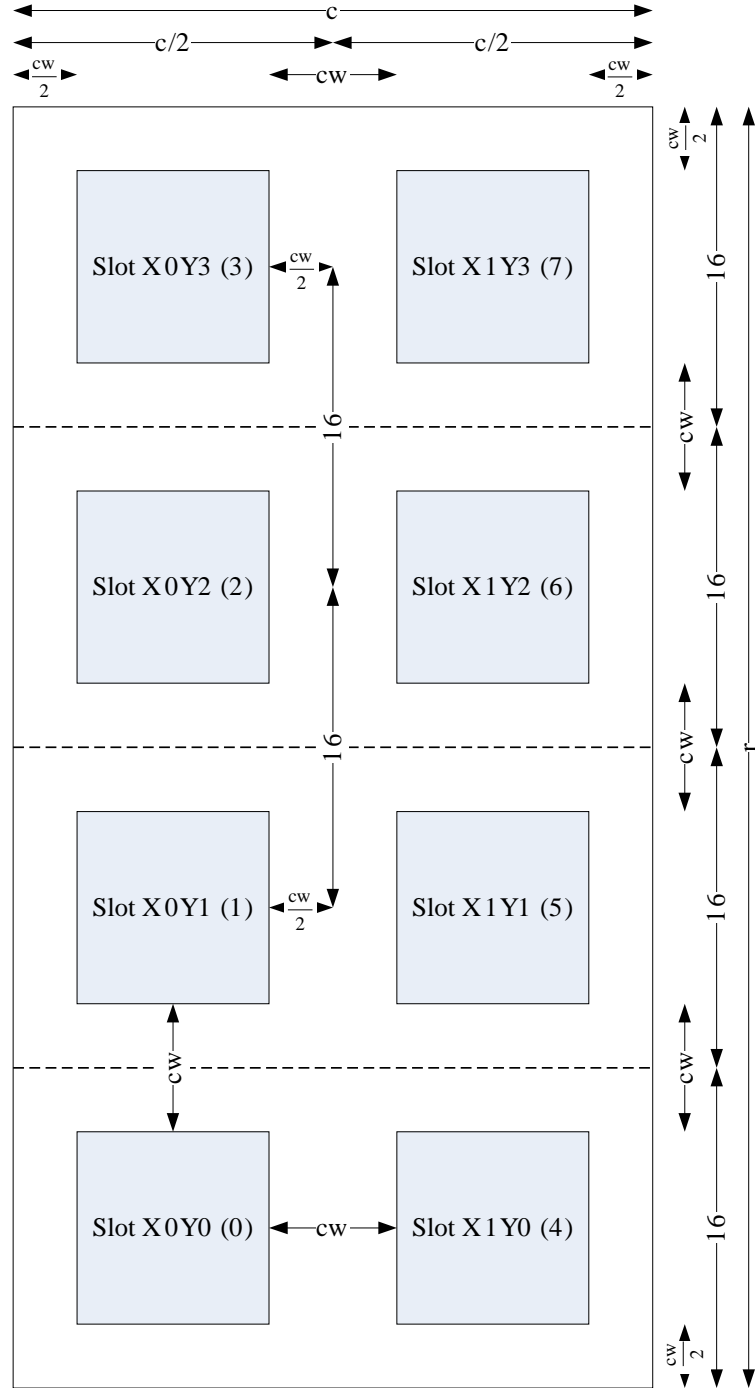 c
c/2 c/2
cw/2 cw cw/2
cw/2
Slot X0Y3 (3) cw/2 Slot X1Y3 (7) 16
16 cw
Slot X0Y2 (2) Slot X1Y2 (6) 16
16 cw r
Slot X0Y1 (1) cw/2 Slot X1Y1 (5) 16
cw cw
Slot X0Y0 (0) cw Slot X1Y0 (4) 16
cw/2